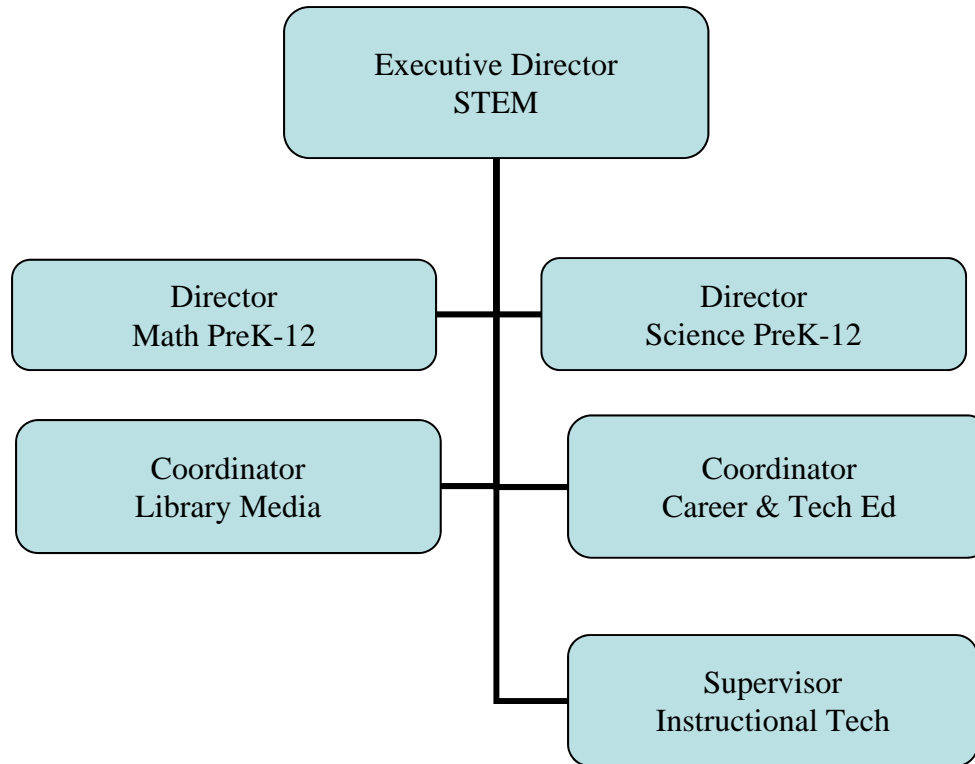 Executive Director
STEM
Director
Math PreK-12
Director
Science PreK-12
Coordinator
Library Media
Coordinator
Career & Tech Ed
Supervisor
Instructional Tech